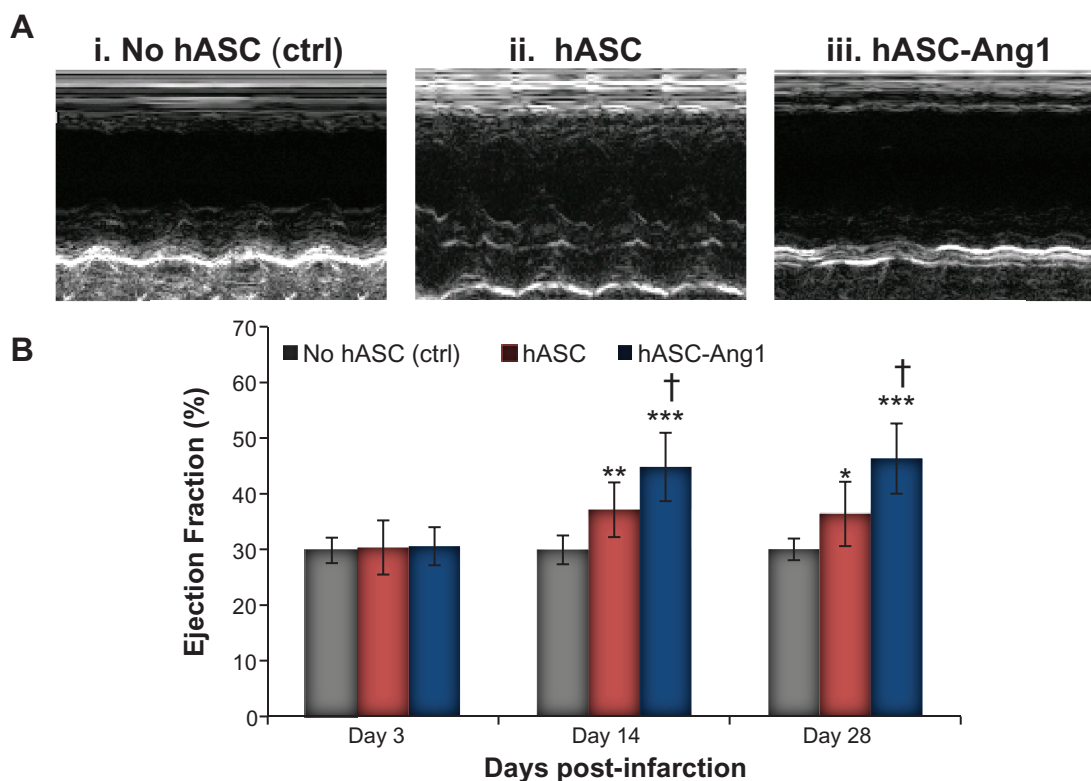 A
i. No hASC (ctrl)
ii. hASC
iii. hASC-Ang1
B
Ejection Fraction (%)
70
60
50
40
30
20
10
0
No hASC (ctrl) hASC hASC-Ang1
**
***
†
*
***
†
Day 3 Day 14 Day 28
Days post-infarction